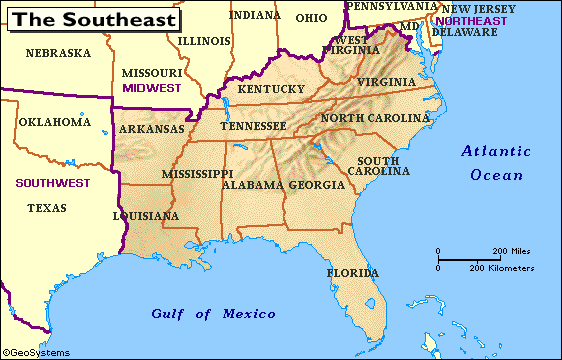 The Southeast
PENNSYLVANIA
NEW JERSEY
NORTHEAST
INDIANA
OHIO
MD
DELAWARE
ILLINOIS
WEST
VIRGINIA
NEBRASKA
MISSOURI
MIDWEST
KENTUCKY
VIRGINIA
OKLAHOMA
ARKANSAS
TENNESSEE
NORTH CAROLINA
SOUTHWEST
MISSISSIPPI
SOUTH
CAROLINA
Atlantic
Ocean
TEXAS
ALABAMA
GEORGIA
LOUISIANA
0 200 Miles
0 200 Kilometers
FLORIDA
Gulf of Mexico
©GeoSystems